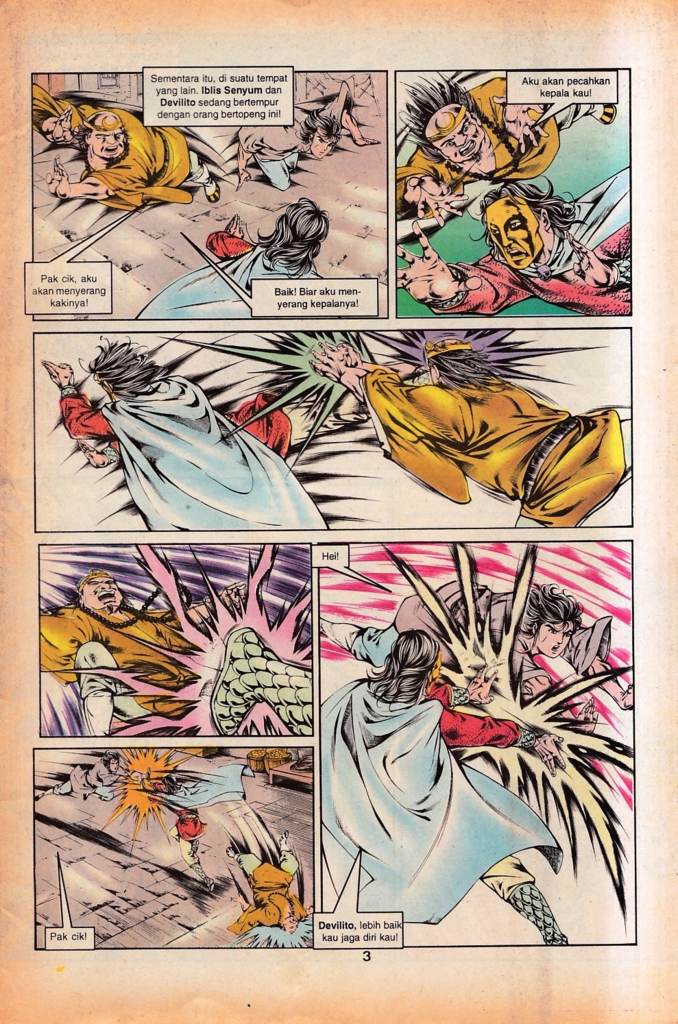 Sementara itu, di suatu tempat
yang lain. Iblis Senyum dan
Devilito sedang bertempur
dengan orang bertopeng ini!
Pak cik, aku
akan menyerang
kakinya!
Baik! Biar aku men-
yerang kepalanya!
Aku akan pecahkan
kepala kau!
Hei!
Pak cik!
Devilito, lebih baik
kau jaga diri kau!
3